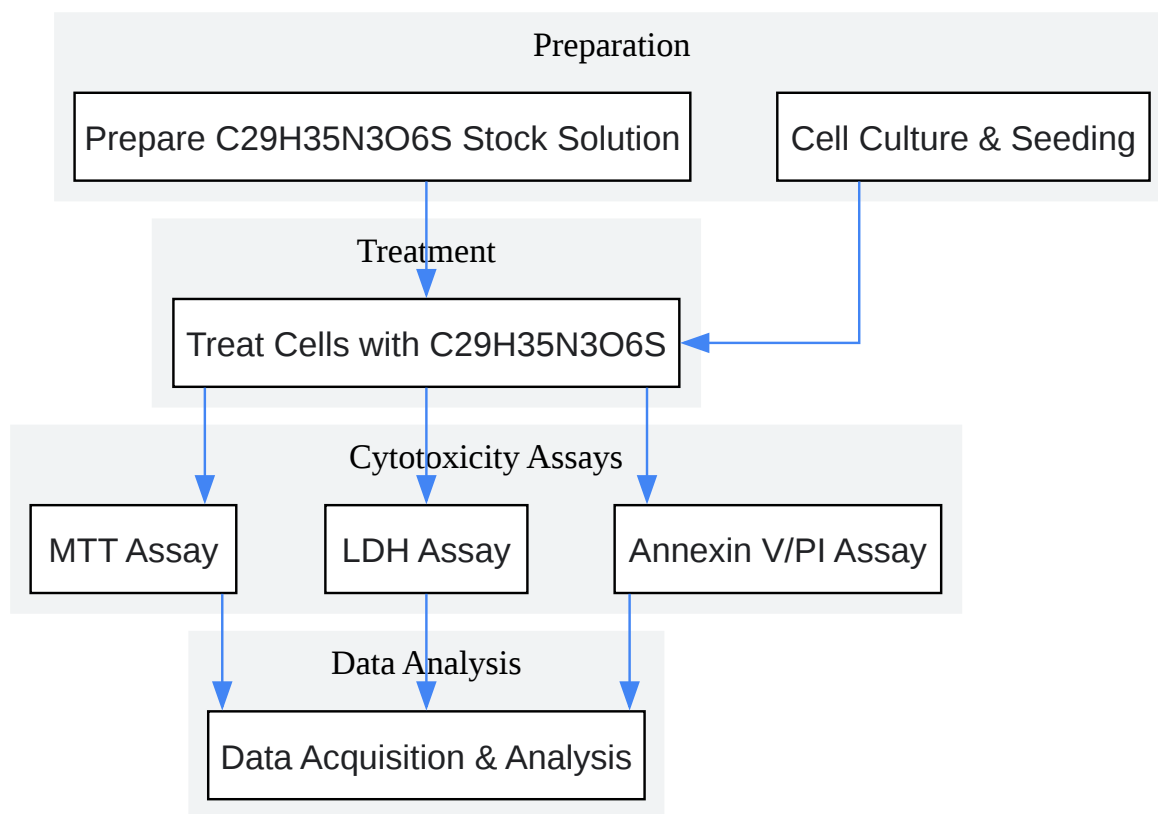 Preparation
Prepare C29H35N3O6S Stock Solution
Cell Culture & Seeding
Treatment
Treat Cells with C29H35N3O6S
Cytotoxicity Assays
MTT Assay
LDH Assay
Annexin V/PI Assay
Data Analysis
Data Acquisition & Analysis